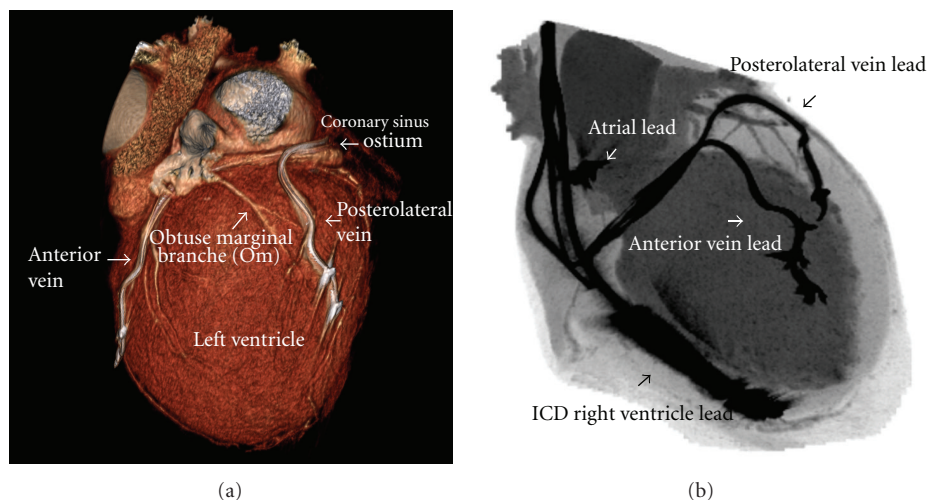 Coronary sinus
ostium
Posterolateral
vein
Obtuse marginal
branche (Om)
Anterior
vein
Left ventricle
(a)
Posterolateral vein lead
Atrial lead
Anterior vein lead
ICD right ventricle lead
(b)